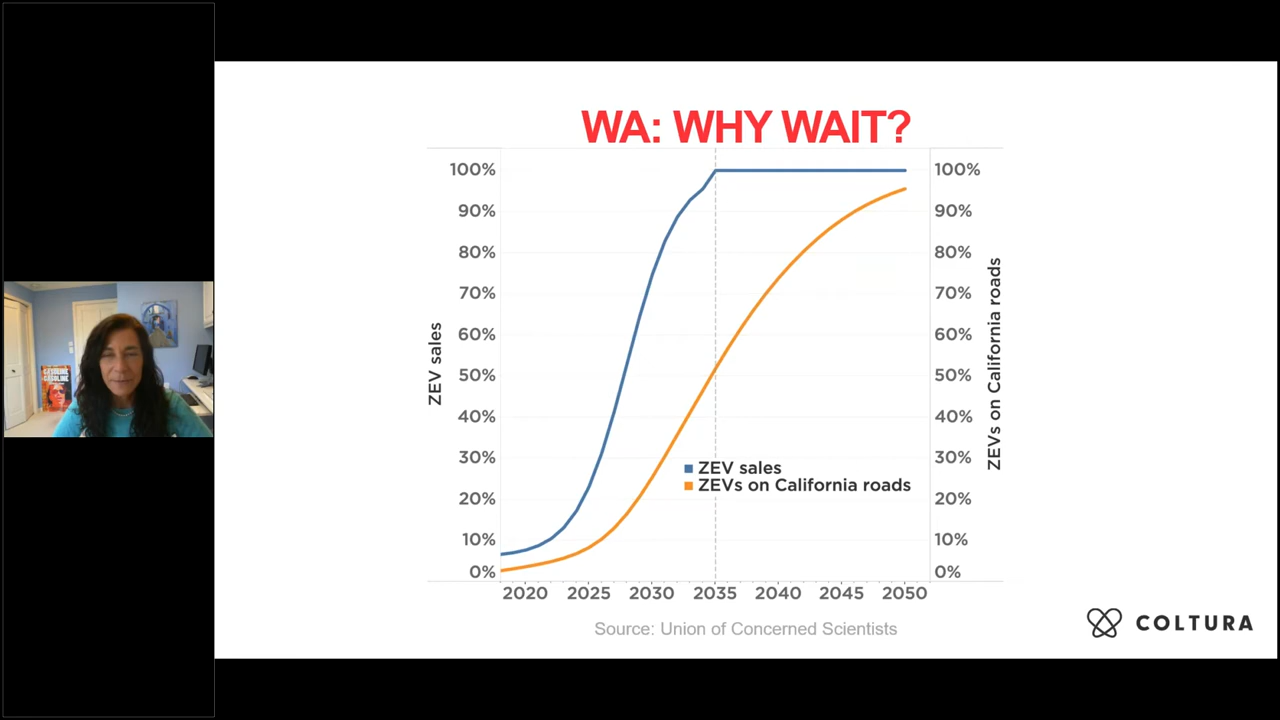 WA: WHY WAIT?
100%
90%
80%
70%
60%
50%
40%
30%
20%
10%
0%
ZEV sales
100%
90%
80%
70%
60%
50%
40%
30%
20%
10%
0%
ZEVs on California roads
ZEV sales
ZEVs on California roads
2020 2025 2030 2035 2040 2045 2050
Source: Union of Concerned Scientists
COLTURA
GASOLINE
GASOLINE